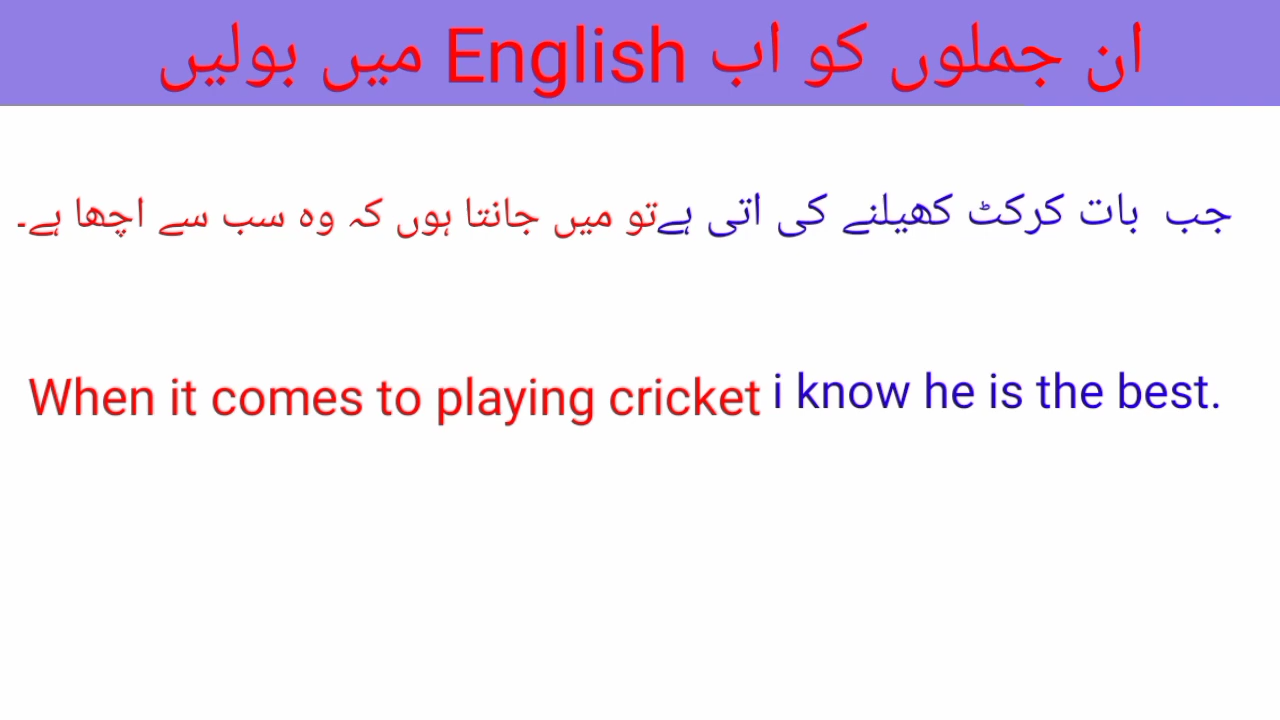 ان جملوں کو اب English میں بولیں
جب بات کرکٹ کھیلنے کی اتی ہےتو میں جانتا ہوں کہ وہ سب سے اچھا ہے۔
When it comes to playing cricket i know he is the best.